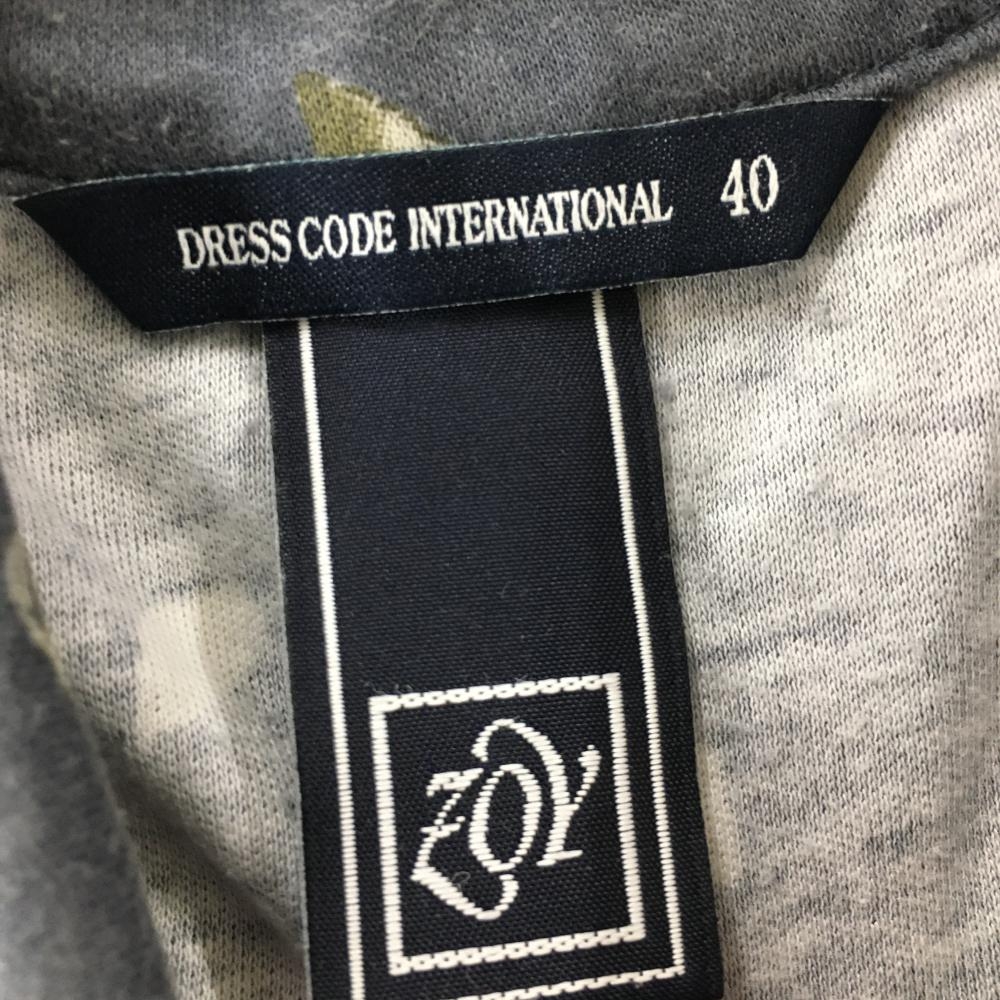 DRESS CODE INTERNATIONAL 40
ZOY